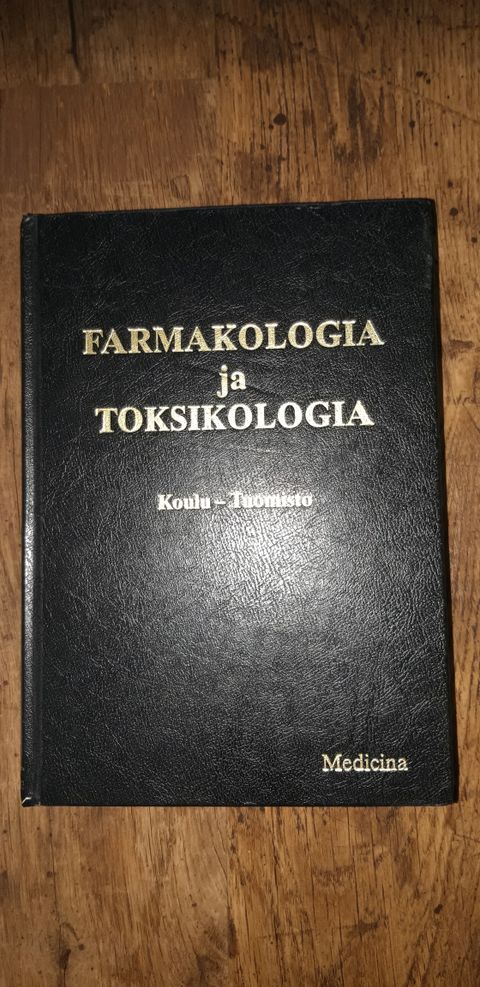 FARMAKOLOGIA
ja
TOKSIKOLOGIA
Koulu – Tuomisto
Medicina